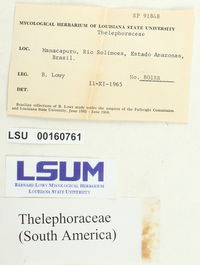 SP 91848
MYCOLOGICAL HERBARIUM OF LOUISIANA STATE UNIVERSITY
Thelephoraceae
LOC. Manacapuru, Rio Solimoes, Estado Amazonas,
Brasil.
LEG. B. Lowy No.
11-XI-1965
DET.
Brazilian collections of B. Lowy made under the auspices of the Fulbright Commission
and Louisiana State University, June 1965 - June 1966.
LSU 00160761
LSUM
BERNARD LOWY MYCOLOGICAL HERBARIUM
LOUISIANA STATE UNIVERSITY
Thelephoraceae
(South America)